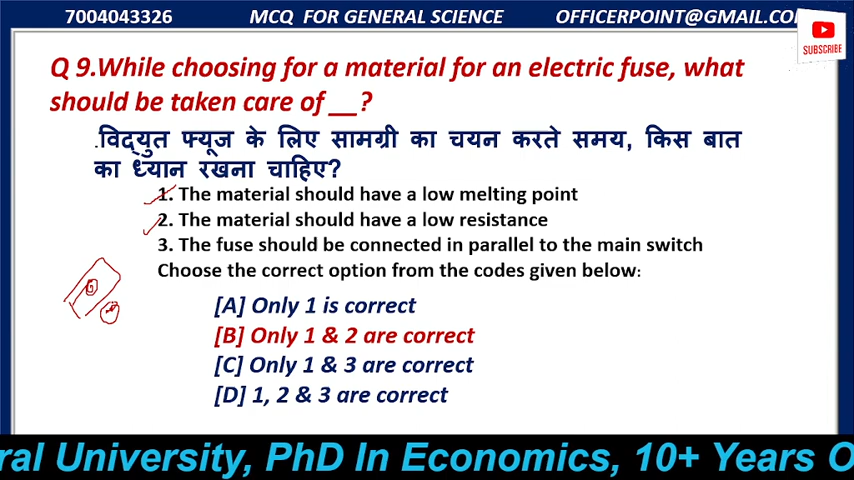 7004043326 MCQ FOR GENERAL SCIENCE OFFICERPOINT@GMAIL.CO
SUBSCRIBE
Q 9.While choosing for a material for an electric fuse, what
should be taken care of __?
.विद्युत फ्यूज के लिए सामग्री का चयन करते समय, किस बात
का ध्यान रखना चाहिए?
1. The material should have a low melting point
2. The material should have a low resistance
3. The fuse should be connected in parallel to the main switch
Choose the correct option from the codes given below:
[A] Only 1 is correct
[B] Only 1 & 2 are correct
[C] Only 1 & 3 are correct
[D] 1, 2 & 3 are correct
ral University, PhD In Economics, 10+ Years O